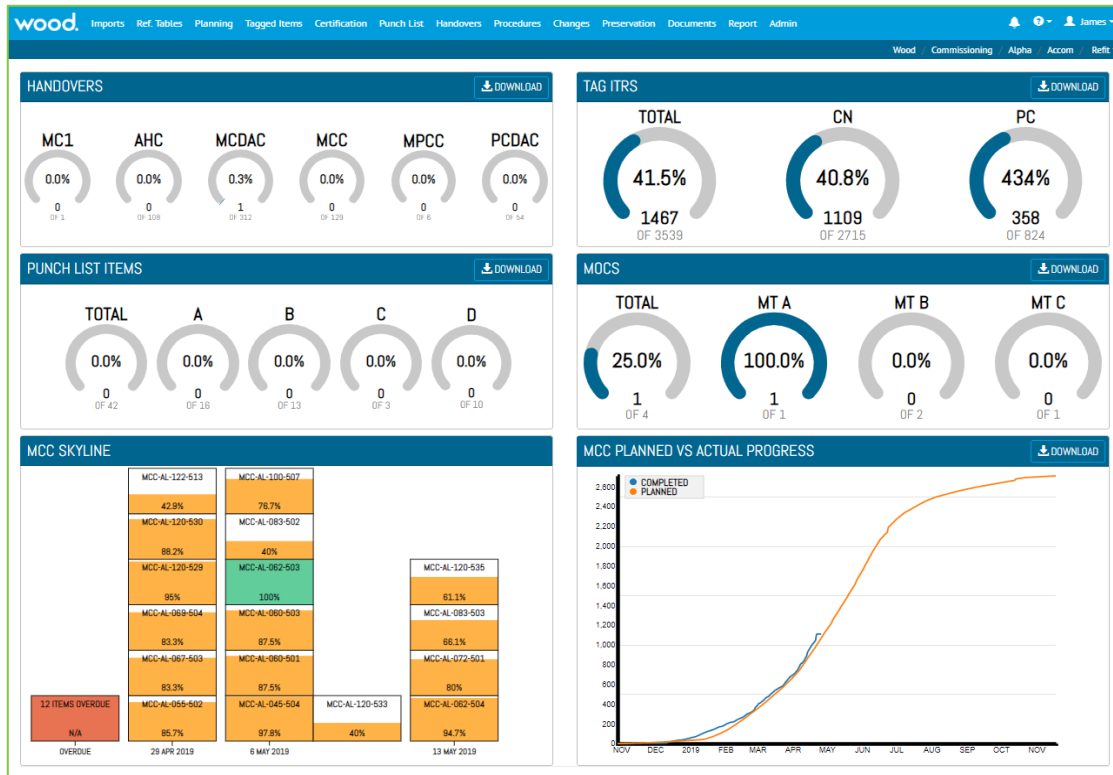 wood. Imports Ref. Tables Planning Tagged Items Certification Punch List Handovers Procedures Changes Preservation Documents Report Admin James
Wood / Commissioning / Alpha / Accom / Refit
HANDOVERS DOWNLOAD
MC1 AHC MCDAC MCC MPCC PCDAC
0.0% 0.0% 0.3% 0.0% 0.0% 0.0%
0 0 1 0 0 0
OF 1 OF 108 OF 312 OF 129 OF 6 OF 54
TAG ITRS DOWNLOAD
TOTAL CN PC
41.5% 40.8% 43.4%
1467 1109 358
OF 3539 OF 2715 OF 824
PUNCH LIST ITEMS DOWNLOAD
TOTAL A B C D
0.0% 0.0% 0.0% 0.0% 0.0%
0 0 0 0 0
OF 42 OF 16 OF 13 OF 3 OF 10
MOCS DOWNLOAD
TOTAL MT A MT B MT C
25.0% 100.0% 0.0% 0.0%
1 1 0 0
OF 4 OF 1 OF 2 OF 1
MCC SKYLINE
MCC-AL-122-513 MCC-AL-100-507
42.9% 76.7%
MCC-AL-120-530 MCC-AL-083-502
88.2% 40%
MCC-AL-120-529 MCC-AL-062-503 MCC-AL-120-535
95% 100% 61.1%
MCC-AL-069-504 MCC-AL-060-503 MCC-AL-083-503
83.3% 87.5% 66.1%
MCC-AL-067-503 MCC-AL-060-501 MCC-AL-072-501
83.3% 87.5% 80%
12 ITEMS OVERDUE MCC-AL-055-502 MCC-AL-045-504 MCC-AL-120-533 MCC-AL-062-504
N/A 85.7% 97.8% 40% 94.7%
OVERDUE 29 APR 2019 6 MAY 2019 13 MAY 2019
MCC PLANNED VS ACTUAL PROGRESS DOWNLOAD
COMPLETED
PLANNED
2,600
2,400
2,200
2,000
1,800
1,600
1,400
1,200
1,000
800
600
400
200
0
NOV DEC 2019 FEB MAR APR MAY JUN JUL AUG SEP OCT NOV